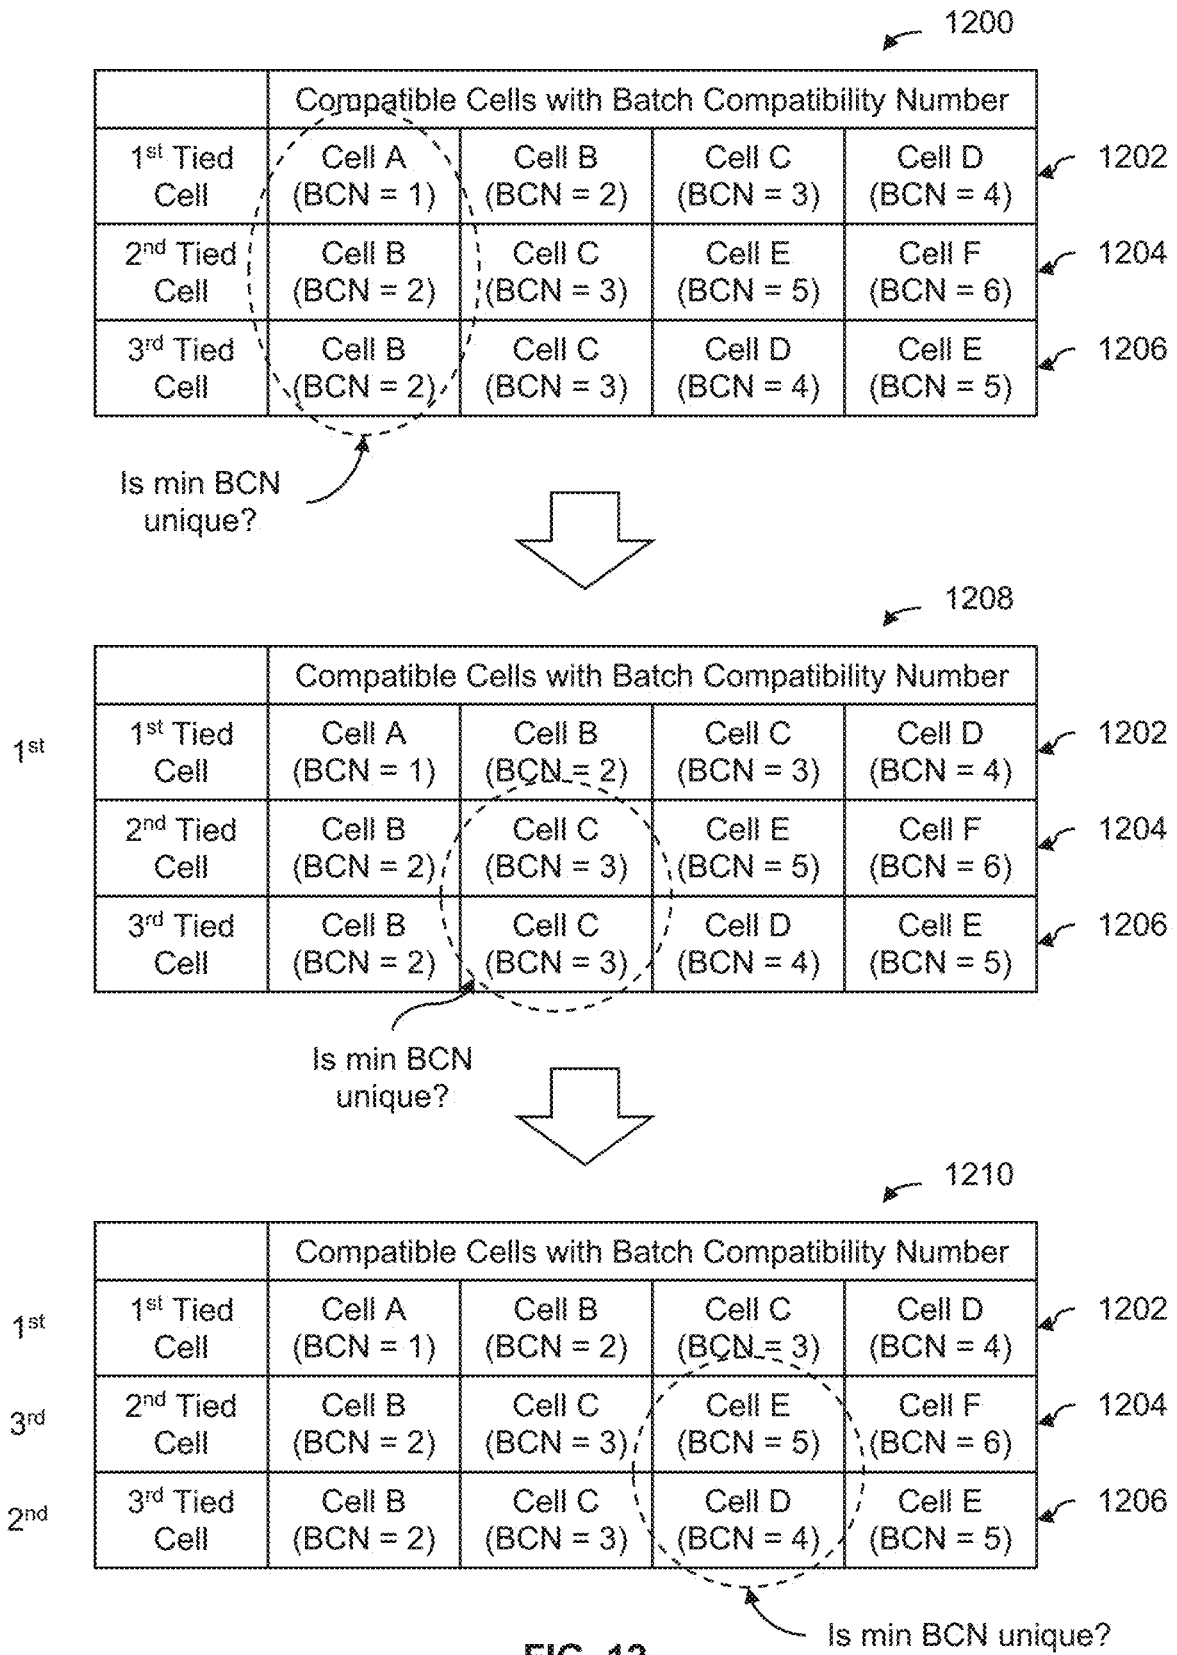 1200
Compatible Cells with Batch Compatibility Number
1st Tied Cell A Cell B Cell C Cell D 1202
Cell (BCN = 1) (BCN = 2) (BCN = 3) (BCN = 4)
2nd Tied Cell B Cell C Cell E Cell F 1204
Cell (BCN = 2) (BCN = 3) (BCN = 5) (BCN = 6)
3rd Tied Cell B Cell C Cell D Cell E 1206
Cell (BCN = 2) (BCN = 3) (BCN = 4) (BCN = 5)
Is min BCN
unique?
1208
Compatible Cells with Batch Compatibility Number
1st 1st Tied Cell A Cell B Cell C Cell D 1202
Cell (BCN = 1) (BCN = 2) (BCN = 3) (BCN = 4)
2nd Tied Cell B Cell C Cell E Cell F 1204
Cell (BCN = 2) (BCN = 3) (BCN = 5) (BCN = 6)
3rd Tied Cell B Cell C Cell D Cell E 1206
Cell (BCN = 2) (BCN = 3) (BCN = 4) (BCN = 5)
Is min BCN
unique?
1210
Compatible Cells with Batch Compatibility Number
1st 1st Tied Cell A Cell B Cell C Cell D 1202
Cell (BCN = 1) (BCN = 2) (BCN = 3) (BCN = 4)
3rd 2nd Tied Cell B Cell C Cell E Cell F 1204
Cell (BCN = 2) (BCN = 3) (BCN = 5) (BCN = 6)
2nd 3rd Tied Cell B Cell C Cell D Cell E 1206
Cell (BCN = 2) (BCN = 3) (BCN = 4) (BCN = 5)
Is min BCN unique?
FIG.